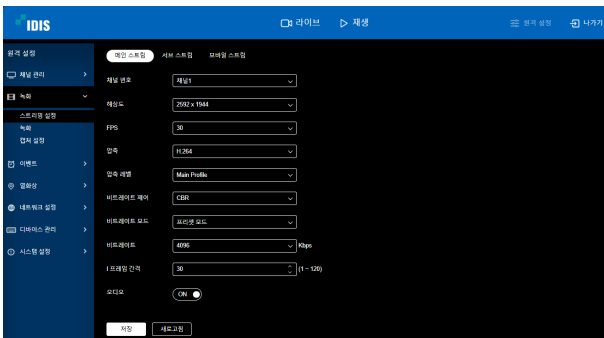 IDIS
라이브
재생
원격 설정
나가기
원격 설정
채널 관리
녹화
스트리밍 설정
녹화
캡처 설정
이벤트
열화상
네트워크 설정
디바이스 관리
시스템 설정
메인 스트림 서브 스트림 모바일 스트림
채널 번호 채널1
해상도 2592 x 1944
FPS 30
압축 H.264
압축 레벨 Main Profile
비트레이트 제어 CBR
비트레이트 모드 프리셋 모드
비트레이트 4096 Kbps
I 프레임 간격 30 (1 ~ 120)
오디오 ON
저장 새로고침